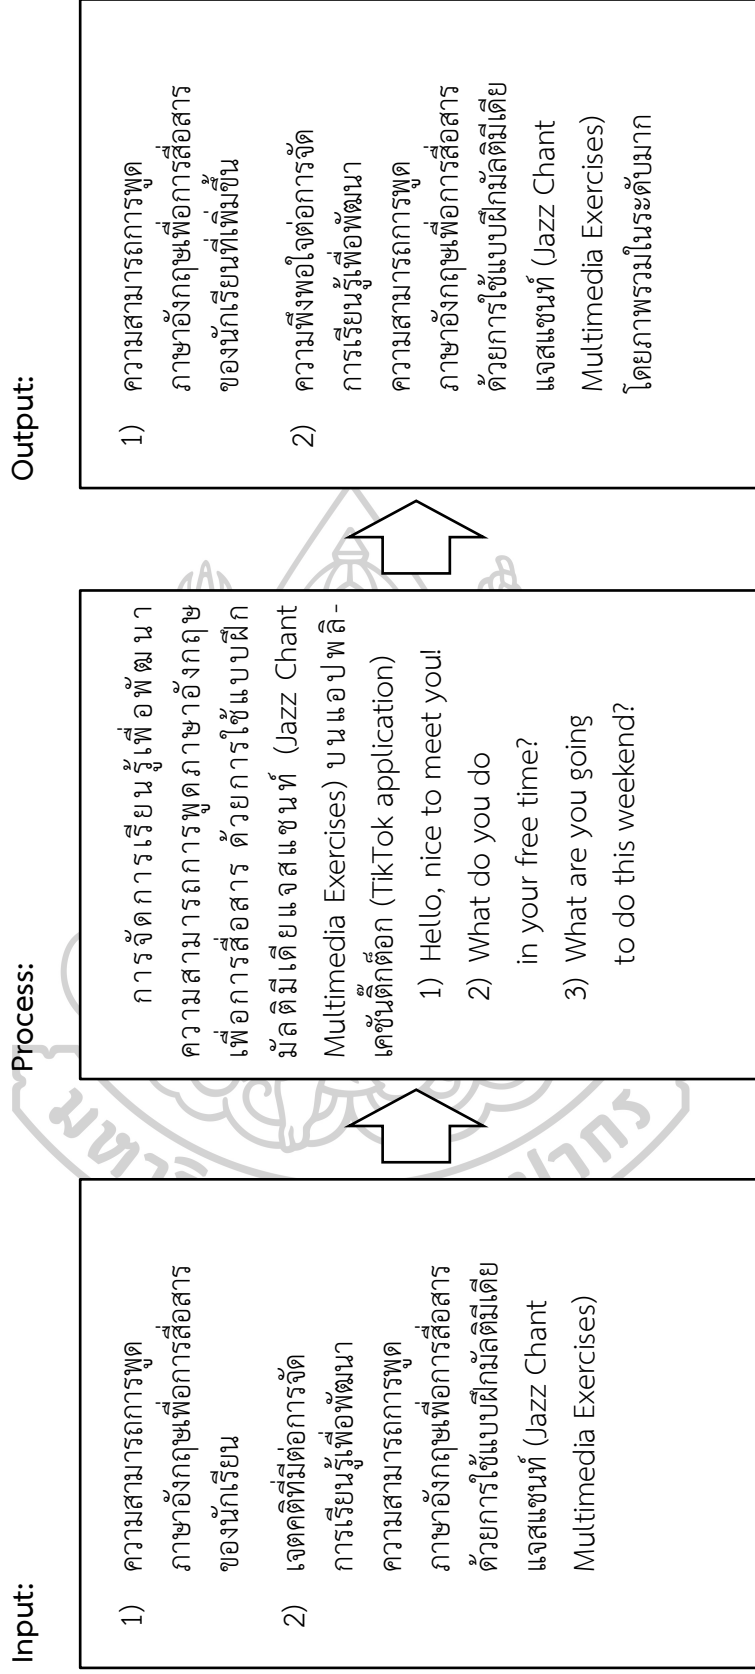 Input:
1) ความสามารถการพูด
ภาษาอังกฤษเพื่อการสื่อสาร
ของนักเรียน
2) เจตคติที่มีต่อการจัด
การเรียนรู้เพื่อพัฒนา
ความสามารถการพูด
ภาษาอังกฤษเพื่อการสื่อสาร
ด้วยการใช้แบบฝึกมัลติมีเดีย
แจสแชนท์ (Jazz Chant
Multimedia Exercises)
Process:
การจัดการเรียนรู้เพื่อพัฒนา
ความสามารถการพูดภาษาอังกฤษ
เพื่อการสื่อสาร ด้วยการใช้แบบฝึก
มัลติมีเดียแจสแชนท์ (Jazz Chant
Multimedia Exercises) บนแอปพลิ-
เคชันติ๊กต็อก (TikTok application)
1) Hello, nice to meet you!
2) What do you do
in your free time?
3) What are you going
to do this weekend?
Output:
1) ความสามารถการพูด
ภาษาอังกฤษเพื่อการสื่อสาร
ของนักเรียนที่เพิ่มขึ้น
2) ความพึงพอใจต่อการจัด
การเรียนรู้เพื่อพัฒนา
ความสามารถการพูด
ภาษาอังกฤษเพื่อการสื่อสาร
ด้วยการใช้แบบฝึกมัลติมีเดีย
แจสแชนท์ (Jazz Chant
Multimedia Exercises)
โดยภาพรวมในระดับมาก